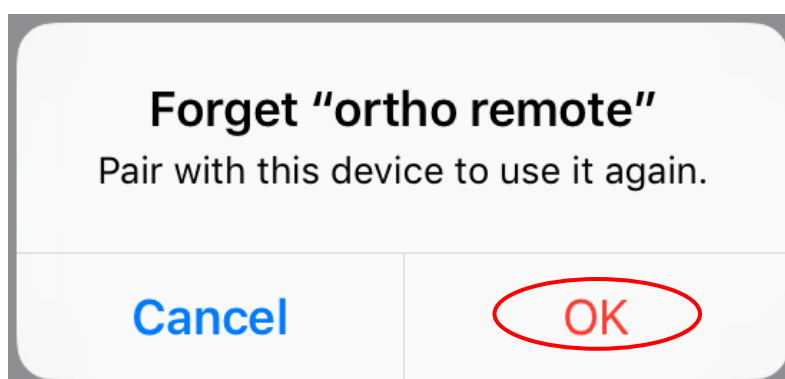 Forget “ortho remote”
Pair with this device to use it again.
Cancel OK